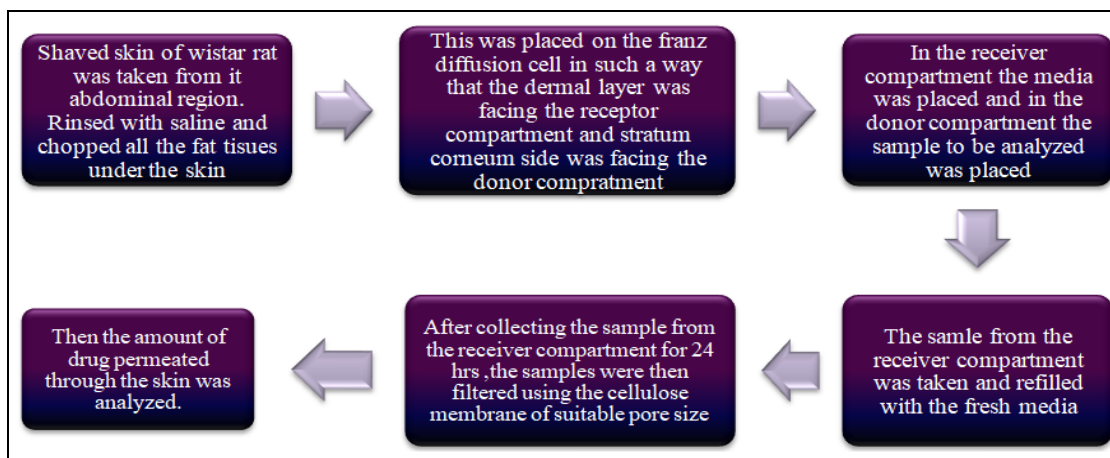 Shaved skin of wistar rat
was taken from it
abdominal region.
Rinsed with saline and
chopped all the fat tisues
under the skin
This was placed on the franz
diffusion cell in such a way
that the dermal layer was
facing the receptor
compartment and stratum
corneum side was facing the
donor compratment
In the receiver
compartment the media
was placed and in the
donor compartment the
sample to be analyzed
was placed
The samle from the
receiver compartment
was taken and refilled
with the fresh media
After collecting the sample from
the receiver compartment for 24
hrs ,the samples were then
filtered using the cellulose
membrane of suitable pore size
Then the amount of
drug permeated
through the skin was
analyzed.